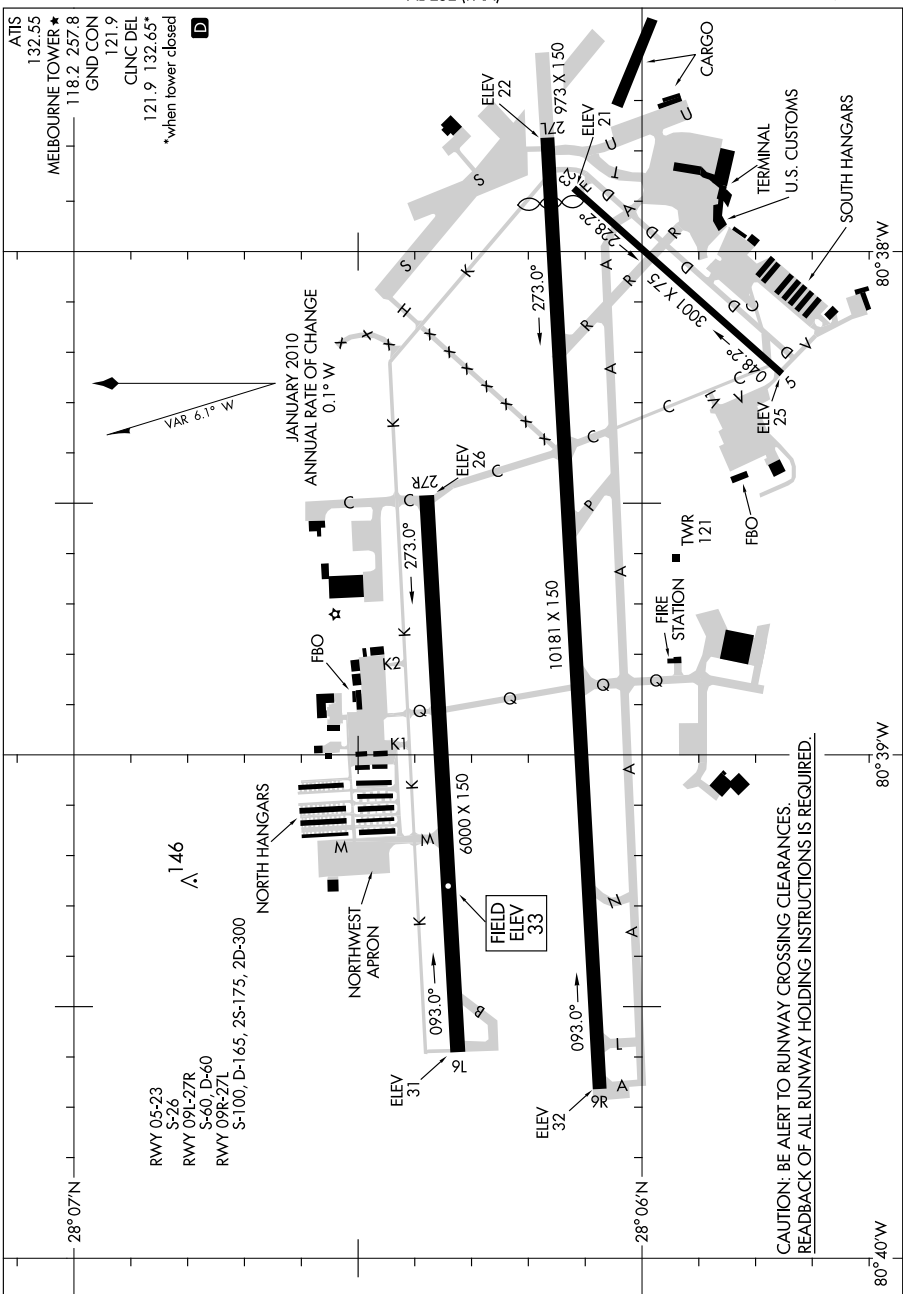 ATIS
132.55
MELBOURNE TOWER★
118.2 257.8
GND CON
121.9
CLNC DEL
121.9 132.65*
*when tower closed
D
JANUARY 2010
ANNUAL RATE OF CHANGE
0.1° W
VAR 6.1° W
RWY 05-23
S-26
RWY 09L-27R
S-60, D-60
RWY 09R-27L
S-100, D-165, 2S-175, 2D-300
28°07'N
146
NORTH HANGARS
NORTHWEST
APRON
FBO
K2
K1
M
M
K
K
K
K
K
K
C
C
ELEV
31
9L
093.0°
6000 X 150
273.0°
27R
ELEV
26
FIELD
ELEV
33
B
Q
Q
Q
Q
C
C
C
C
H
S
S
X
X
X
X
X
X
X
X
X
ELEV
32
9R
093.0°
10181 X 150
273.0°
27L
ELEV
22
973 X 150
ELEV
21
CARGO
L
N
A
A
A
A
A
A
A
P
P
R
R
R
E
T
U
U
D
D
D
D
D
23
228.2°
3001 X 75
048.2°
5
ELEV
25
V
V
V1
C
TERMINAL
U.S. CUSTOMS
SOUTH HANGARS
FBO
TWR
121
FIRE
STATION
28°06'N
CAUTION: BE ALERT TO RUNWAY CROSSING CLEARANCES.
READBACK OF ALL RUNWAY HOLDING INSTRUCTIONS IS REQUIRED.
80°40'W
80°39'W
80°38'W